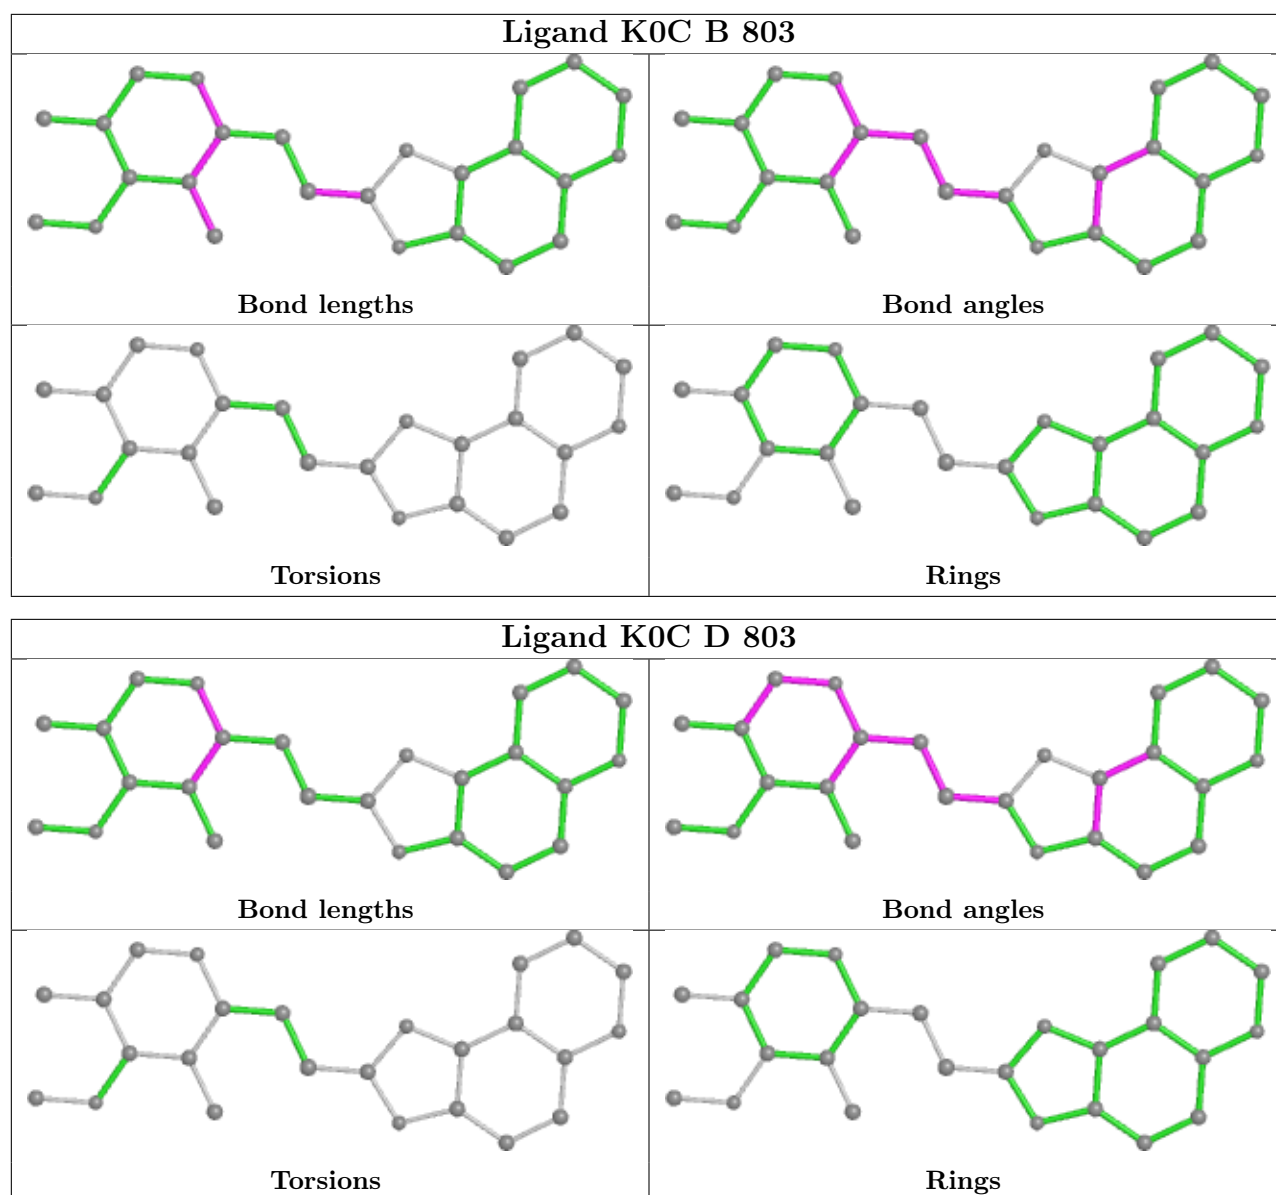 Ligand K0C B 803
Bond lengths
Bond angles
Torsions
Rings
Ligand K0C D 803
Bond lengths
Bond angles
Torsions
Rings